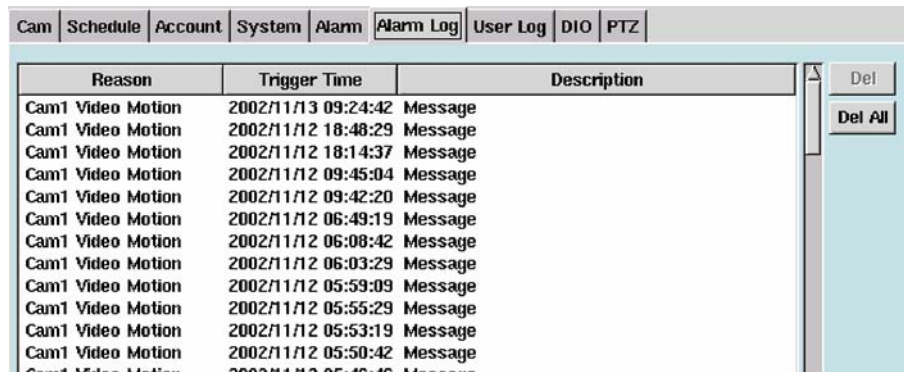 Cam Schedule Account System Alarm Alarm Log User Log DIO PTZ
Reason Trigger Time Description Del
Del All
Cam1 Video Motion 2002/11/13 09:24:42 Message
Cam1 Video Motion 2002/11/12 18:48:29 Message
Cam1 Video Motion 2002/11/12 18:14:37 Message
Cam1 Video Motion 2002/11/12 09:45:04 Message
Cam1 Video Motion 2002/11/12 09:42:20 Message
Cam1 Video Motion 2002/11/12 06:49:19 Message
Cam1 Video Motion 2002/11/12 06:08:42 Message
Cam1 Video Motion 2002/11/12 06:03:29 Message
Cam1 Video Motion 2002/11/12 05:59:09 Message
Cam1 Video Motion 2002/11/12 05:55:29 Message
Cam1 Video Motion 2002/11/12 05:53:19 Message
Cam1 Video Motion 2002/11/12 05:50:42 Message